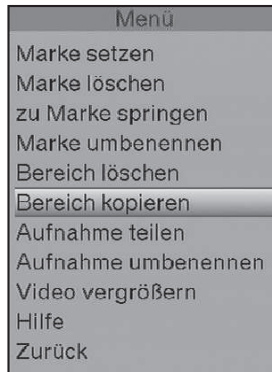 Menü
Marke setzen
Marke löschen
zu Marke springen
Marke umbenennen
Bereich löschen
Bereich kopieren
Aufnahme teilen
Aufnahme umbenennen
Video vergrößern
Hilfe
Zurück